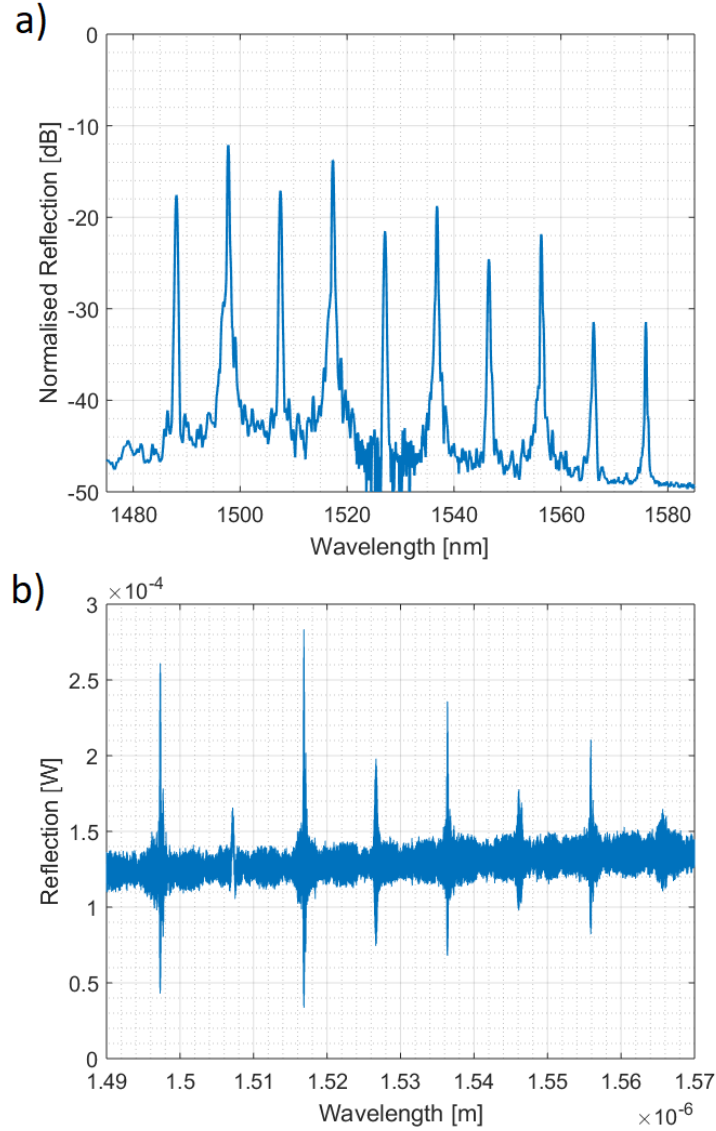 a)
0
-10
-20
-30
-40
-50
Normalised Reflection [dB]
1480 1500 1520 1540 1560 1580
Wavelength [nm]
b)
×10-4
3
2.5
2
1.5
1
0.5
0
Reflection [W]
1.49 1.5 1.51 1.52 1.53 1.54 1.55 1.56 1.57
Wavelength [m]
×10-6